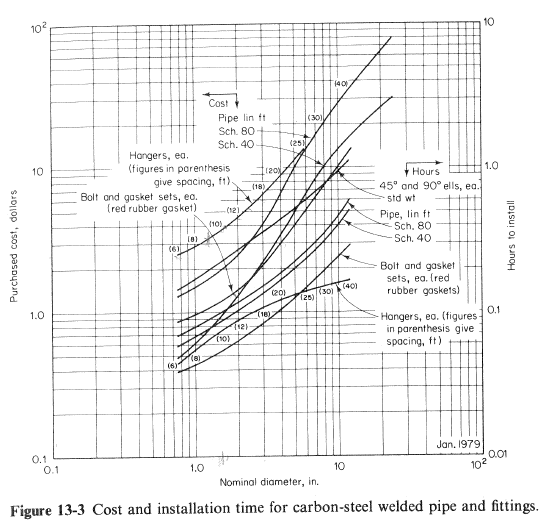 10²
10
1.0
0.1
Purchased cost, dollars
0.1
1.0
10
10²
Nominal diameter, in.
10
1.0
0.1
0.01
Hours to install
Cost
Pipe lin ft
Sch. 80
Sch. 40
Hangers, ea.
(figures in parenthesis
give spacing, ft)
Bolt and gasket sets, ea.
(red rubber gasket)
(6)
(8)
(10)
(12)
(18)
(20)
(25)
(30)
(40)
Hours
45° and 90° ells, ea.
std wt
Pipe, lin ft
Sch. 80
Sch. 40
Bolt and gasket
sets, ea. (red
rubber gaskets)
Hangers, ea. (figures
in parenthesis give
spacing, ft)
(6)
(8)
(10)
(12)
(18)
(20)
(25)
(30)
(40)
Jan. 1979
Figure 13-3 Cost and installation time for carbon-steel welded pipe and fittings.